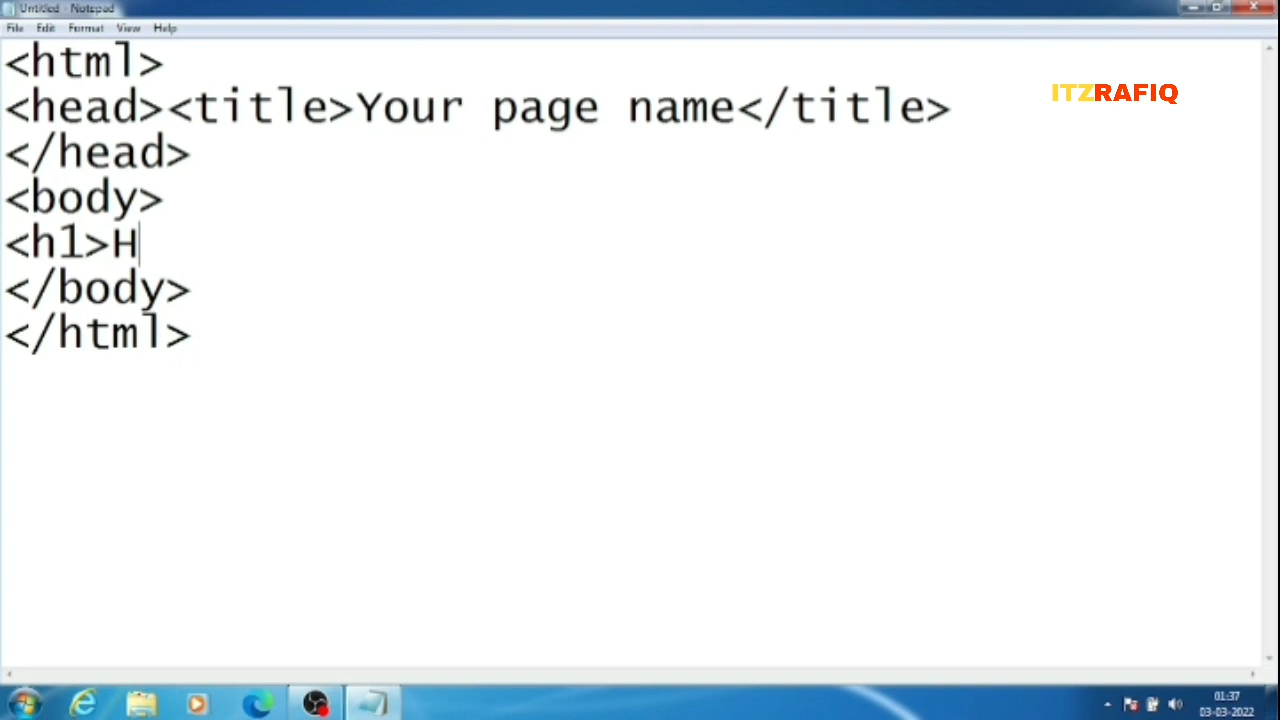 Untitled - Notepad
File Edit Format View Help
<html>
<head><title>Your page name</title>
</head>
<body>
<h1>H
</body>
</html>
ITZRAFIQ
01:37
03-03-2022